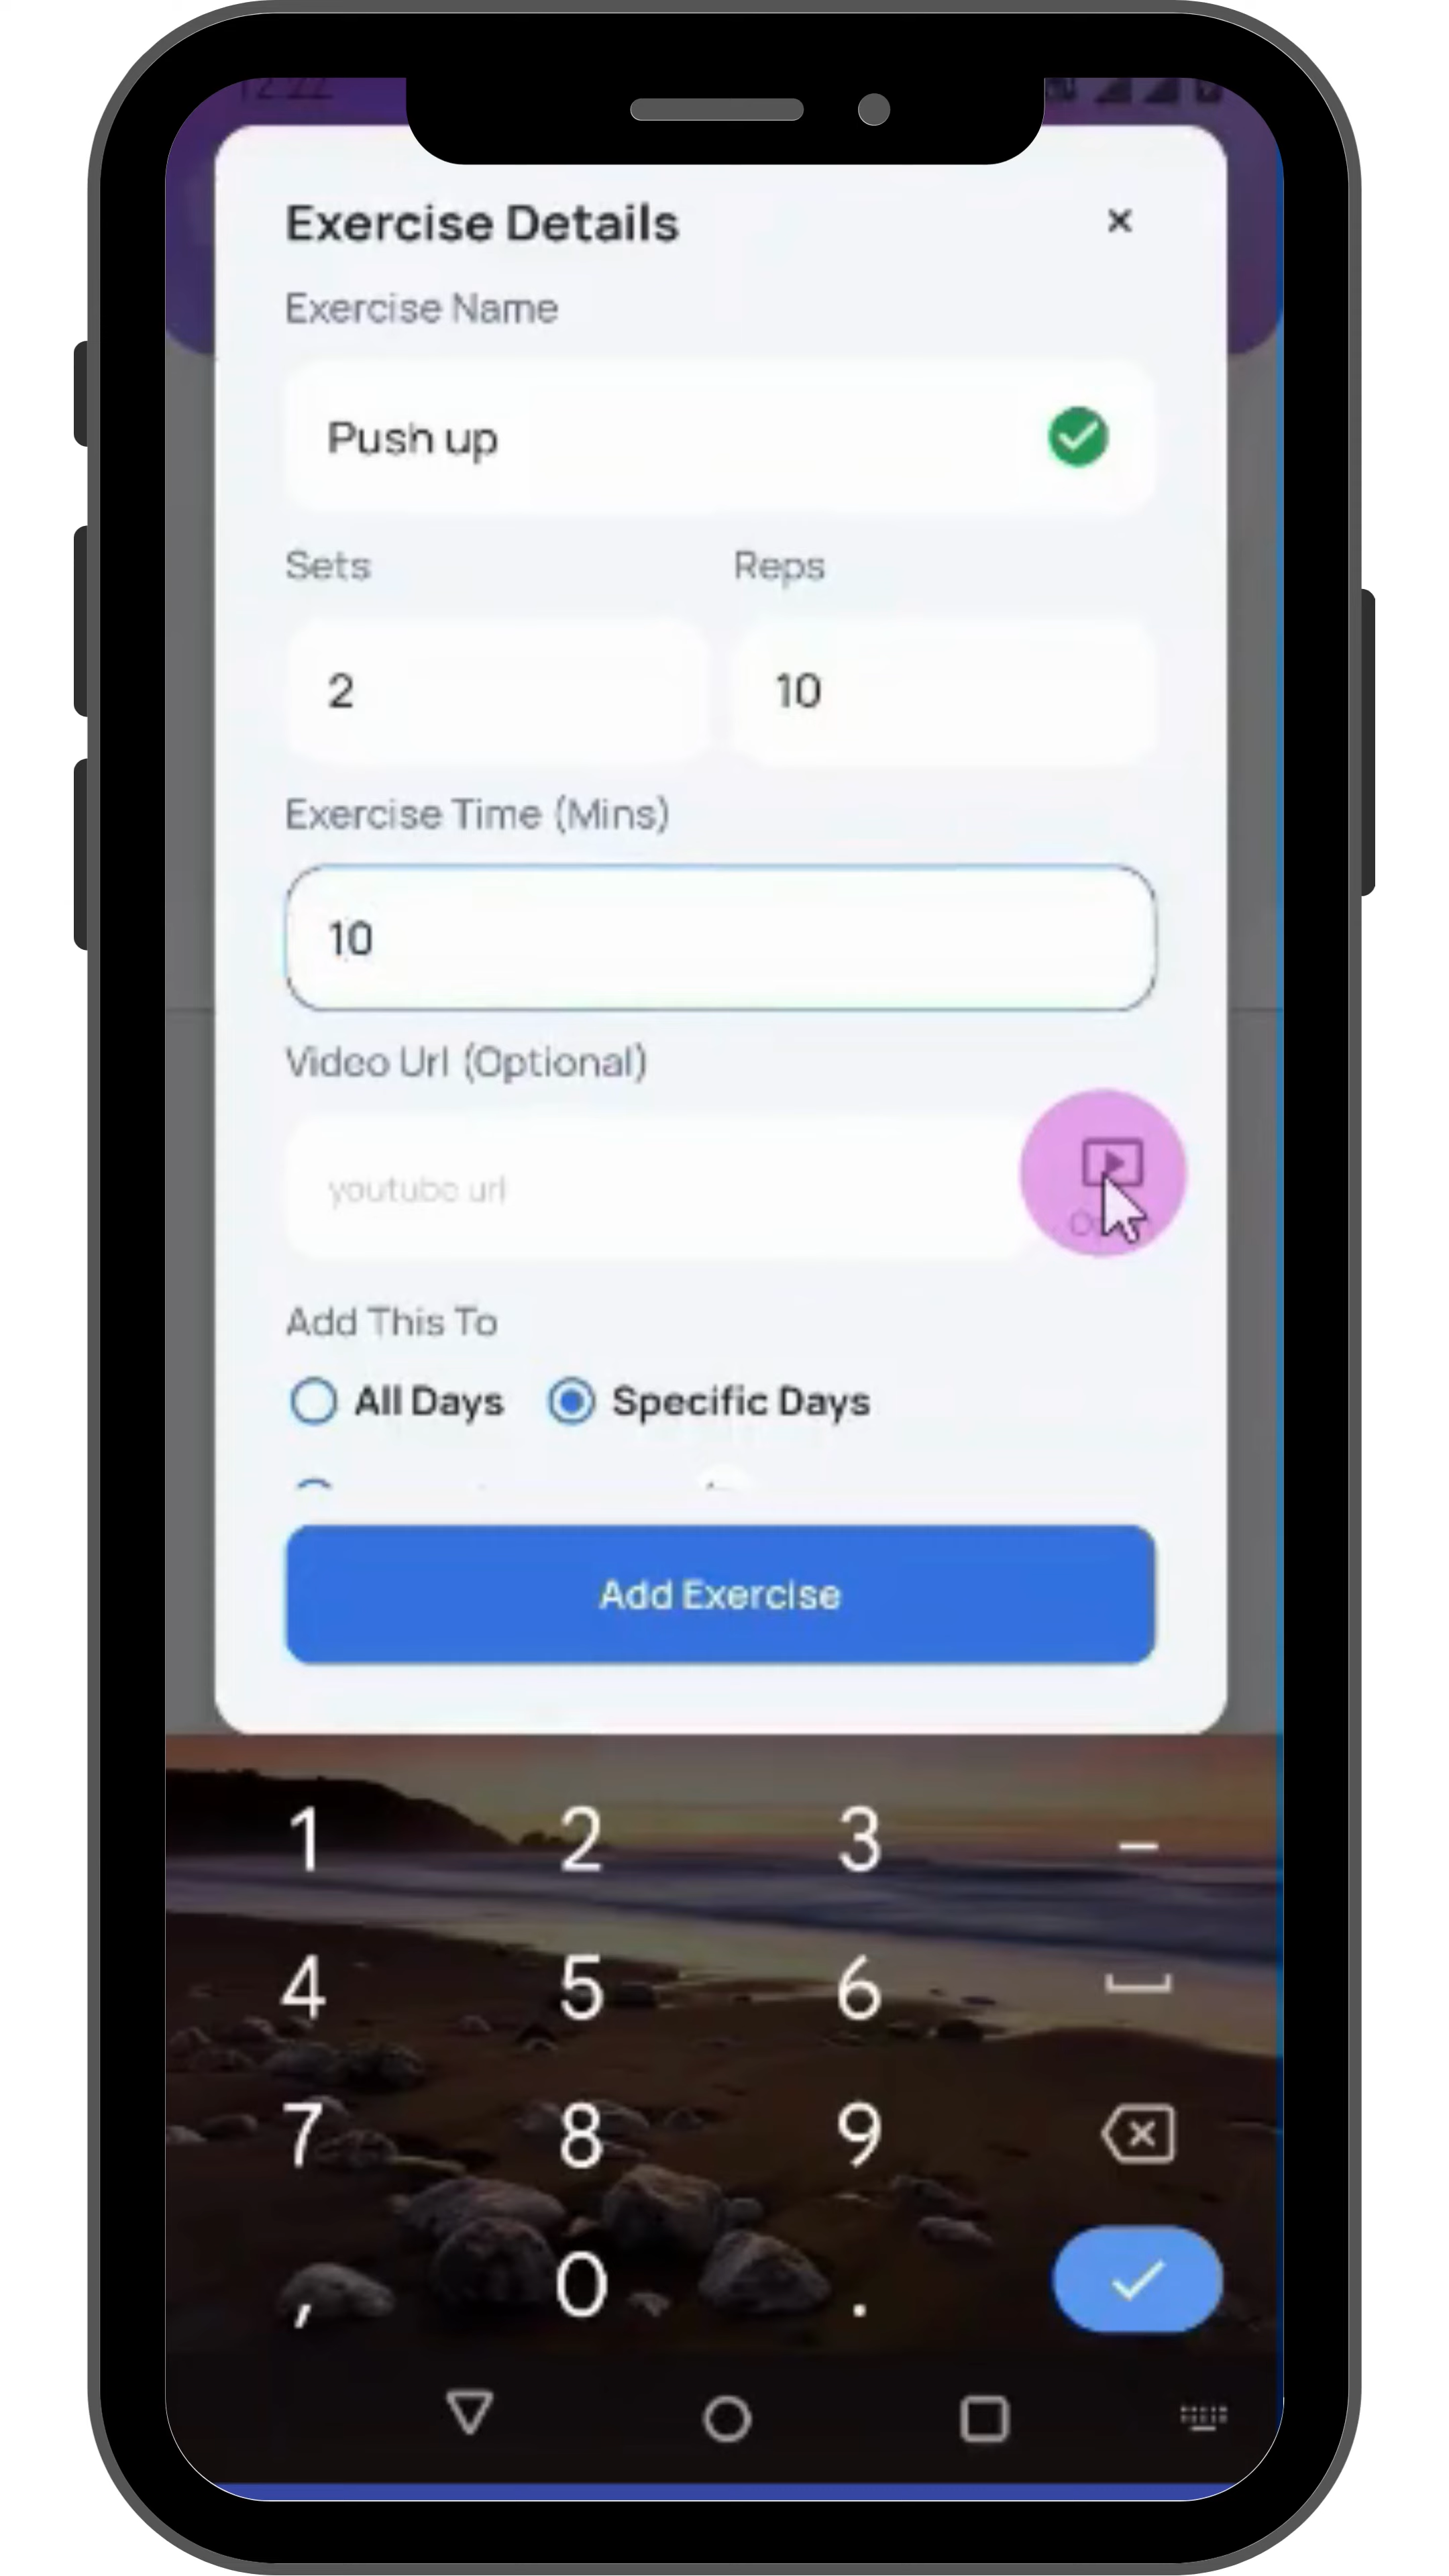 12:22
Exercise Details
Exercise Name
Push up
Sets Reps
2 10
Exercise Time (Mins)
10
Video Url (Optional)
youtube url
Add This To
All Days Specific Days
Add Exercise
1 2 3 –
4 5 6
7 8 9
, 0 .